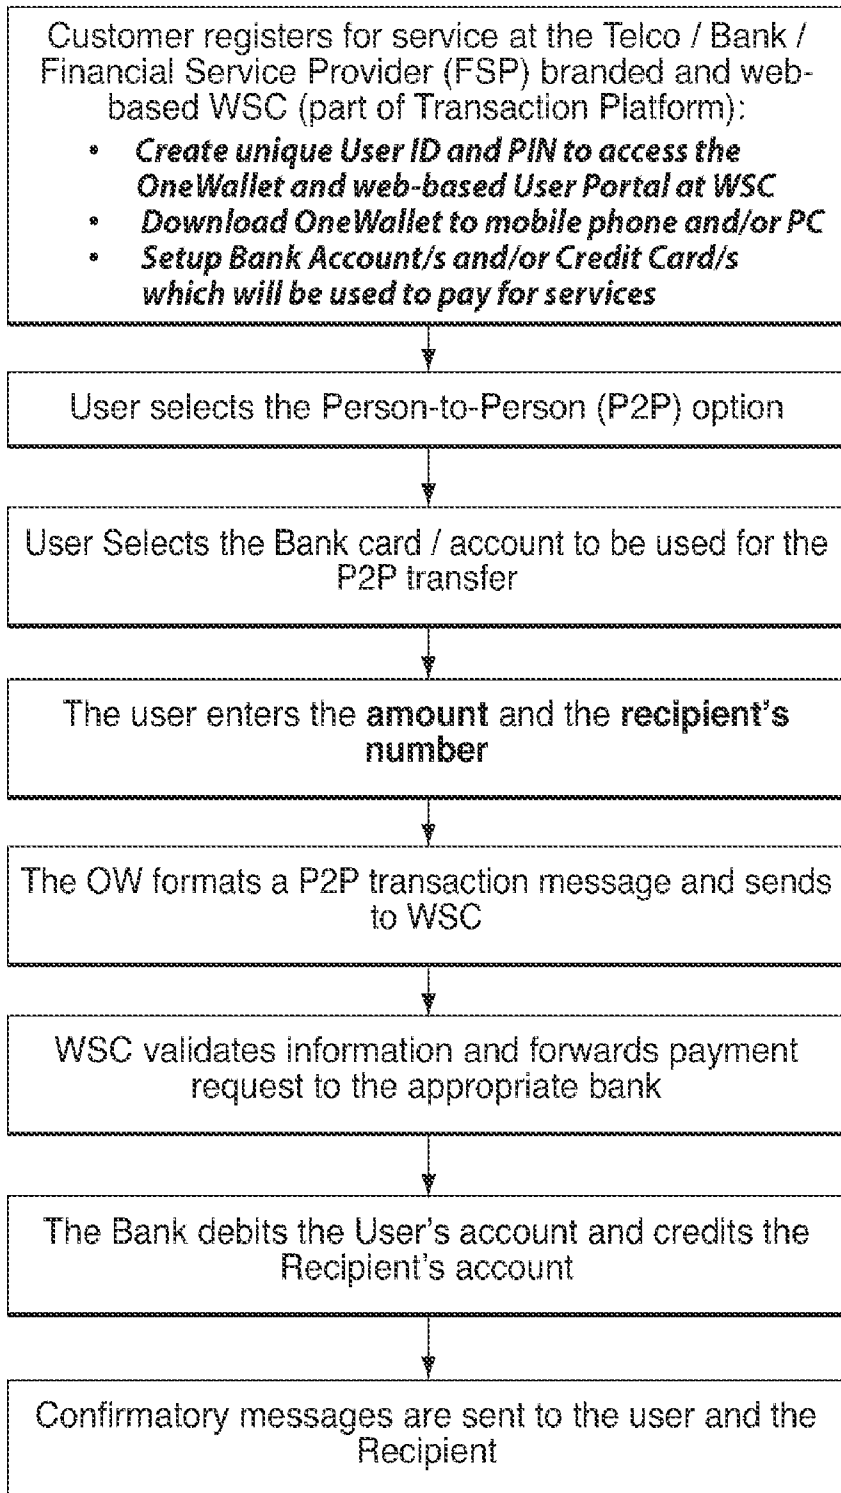 Customer registers for service at the Telco / Bank /
Financial Service Provider (FSP) branded and web-
based WSC (part of Transaction Platform):
• Create unique User ID and PIN to access the
OneWallet and web-based User Portal at WSC
• Download OneWallet to mobile phone and/or PC
• Setup Bank Account/s and/or Credit Card/s
which will be used to pay for services
User selects the Person-to-Person (P2P) option
User Selects the Bank card / account to be used for the
P2P transfer
The user enters the amount and the recipient's
number
The OW formats a P2P transaction message and sends
to WSC
WSC validates information and forwards payment
request to the appropriate bank
The Bank debits the User's account and credits the
Recipient's account
Confirmatory messages are sent to the user and the
Recipient